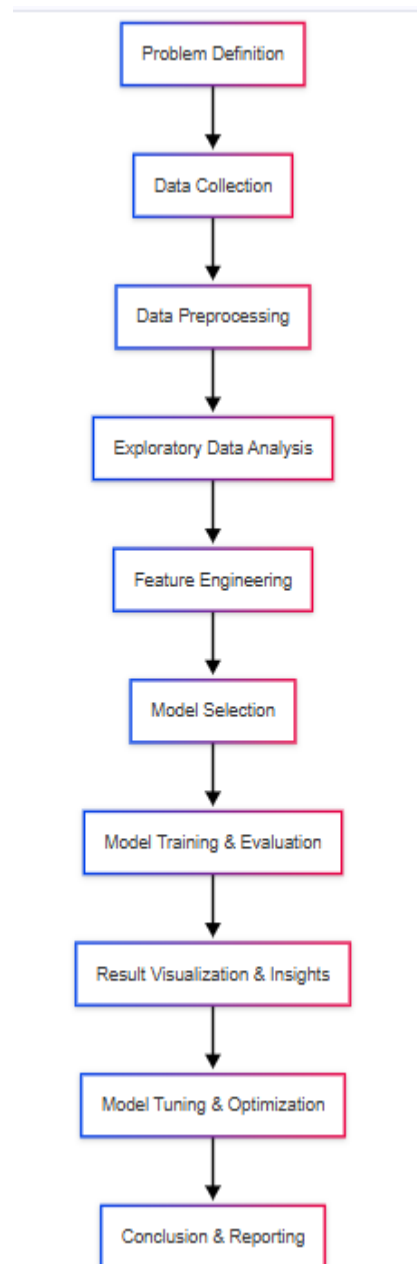 Problem Definition
Data Collection
Data Preprocessing
Exploratory Data Analysis
Feature Engineering
Model Selection
Model Training & Evaluation
Result Visualization & Insights
Model Tuning & Optimization
Conclusion & Reporting